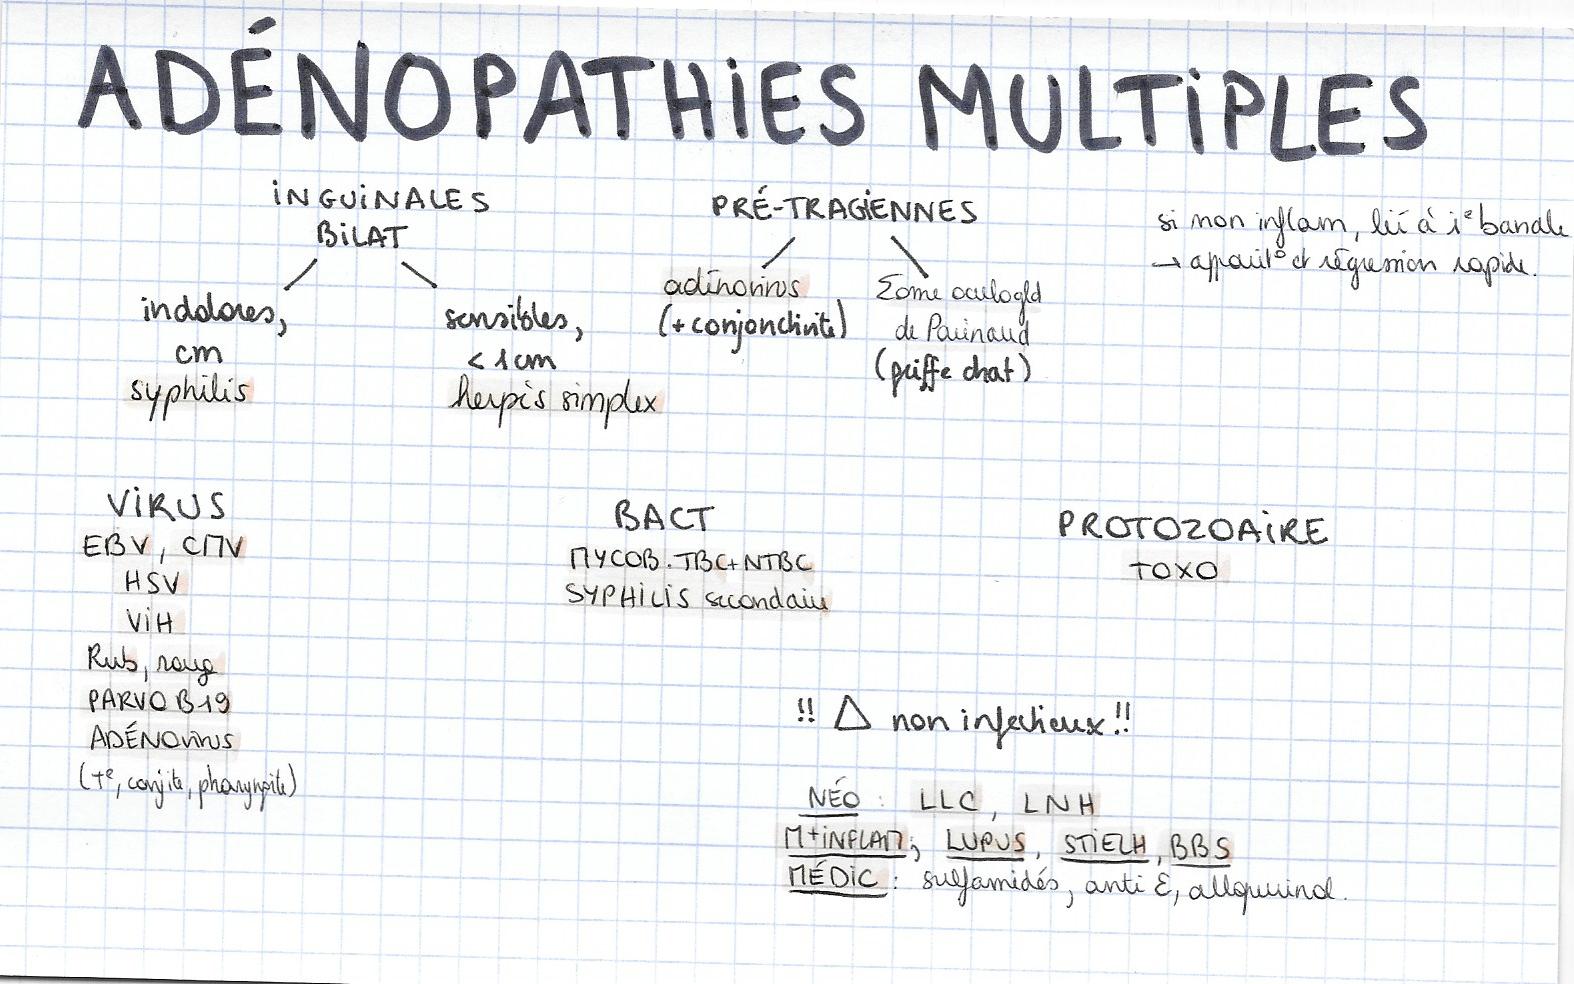 ADÉNOPATHIES MULTIPLES
INGUINALES
BILAT
indolores,
cm
syphilis
sensibles,
< 1cm
herpès simplex
PRÉ-TRAGIENNES
adénovirus
(+ conjonctivite)
Σome oculogld
de Parinaud
(griffe chat)
si non inflam, lié à i° banale
→ apparit° et régression rapide.
VIRUS
EBV, CMV
HSV
VIH
Rub, roug
PARVO B19
ADÉNOvirus
(T°, conjite, pharyngite)
BACT
MYCOB. TBC + NTBC
SYPHILIS secondaire
PROTOZOAIRE
TOXO
!! Δ non infectieux !!
NÉO : LLC, LNH
M+INFLAM; LUPUS, STIELH, BBS
MÉDIC : sulfamidés, anti Ɛ, allopurinol.